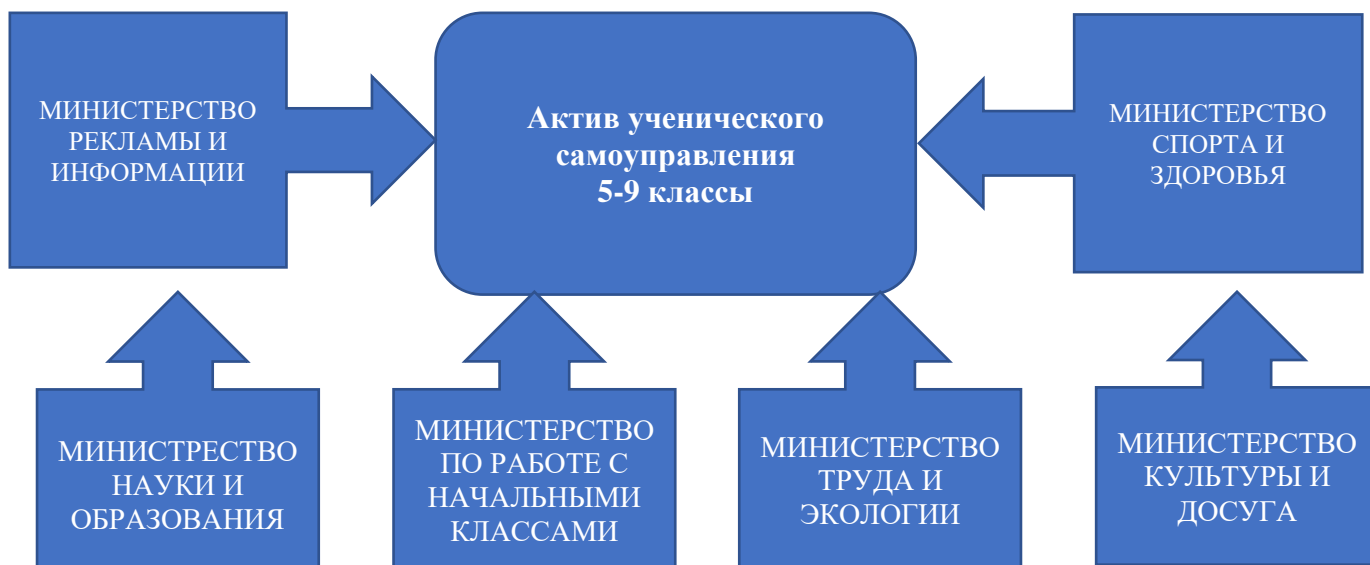 МИНИСТЕРСТВО
РЕКЛАМЫ И
ИНФОРМАЦИИ
Актив ученического
самоуправления
5-9 классы
МИНИСТЕРСТВО
СПОРТА И
ЗДОРОВЬЯ
МИНИСТРЕСТВО
НАУКИ И
ОБРАЗОВАНИЯ
МИНИСТЕРСТВО
ПО РАБОТЕ С
НАЧАЛЬНЫМИ
КЛАССАМИ
МИНИСТЕРСТВО
ТРУДА И
ЭКОЛОГИИ
МИНИСТЕРСТВО
КУЛЬТУРЫ И
ДОСУГА